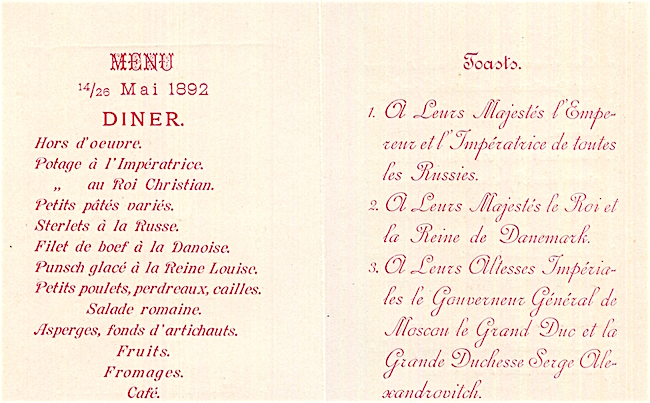 MENU
14/26 Mai 1892
DINER.
Hors d'oeuvre.
Potage à l'Impératrice.
„ au Roi Christian.
Petits pâtés variés.
Sterlets à la Russe.
Filet de boef à la Danoise.
Punsch glacé à la Reine Louise.
Petits poulets, perdreaux, cailles.
Salade romaine.
Asperges, fonds d'artichauts.
Fruits.
Fromages.
Café.
Toasts.
1. A Leurs Majestés l'Empe-
reur et l'Impératrice de toutes
les Russies.
2. A Leurs Majestés le Roi et
la Reine de Danemark.
3. A Leurs Altesses Impéria-
les le Gouverneur Général de
Moscou le Grand Duc et la
Grande Duchesse Serge Ale-
xandrovitch.